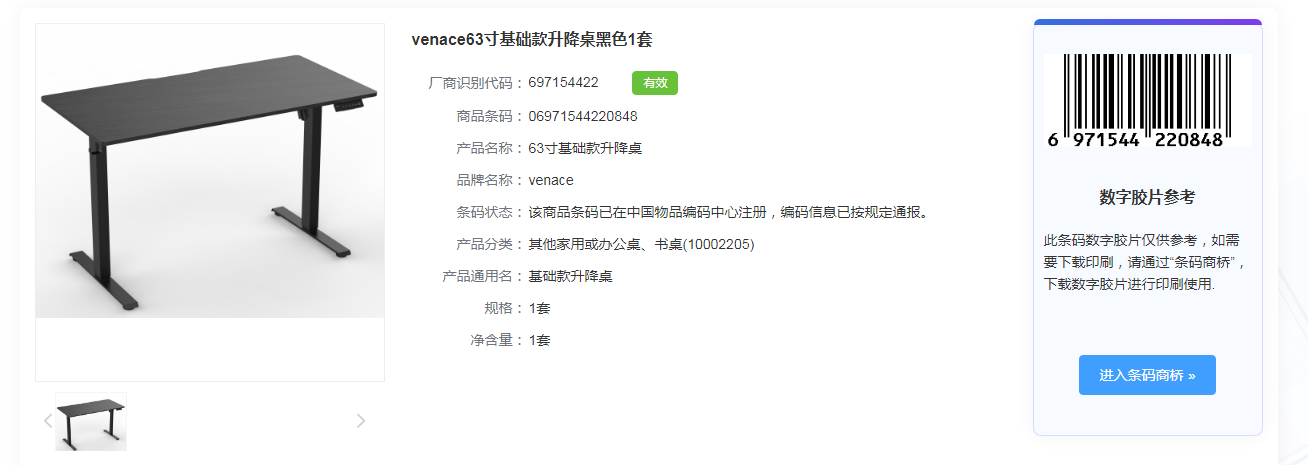 venace63寸基础款升降桌黑色1套
厂商识别代码：697154422 有效
商品条码：06971544220848
产品名称：63寸基础款升降桌
品牌名称：venace
条码状态：该商品条码已在中国物品编码中心注册，编码信息已按规定通报。
产品分类：其他家用或办公桌、书桌(10002205)
产品通用名：基础款升降桌
规格：1套
净含量：1套
6 971544 220848
数字胶片参考
此条码数字胶片仅供参考，如需
要下载印刷，请通过“条码商桥”，
下载数字胶片进行印刷使用.
进入条码商桥 »